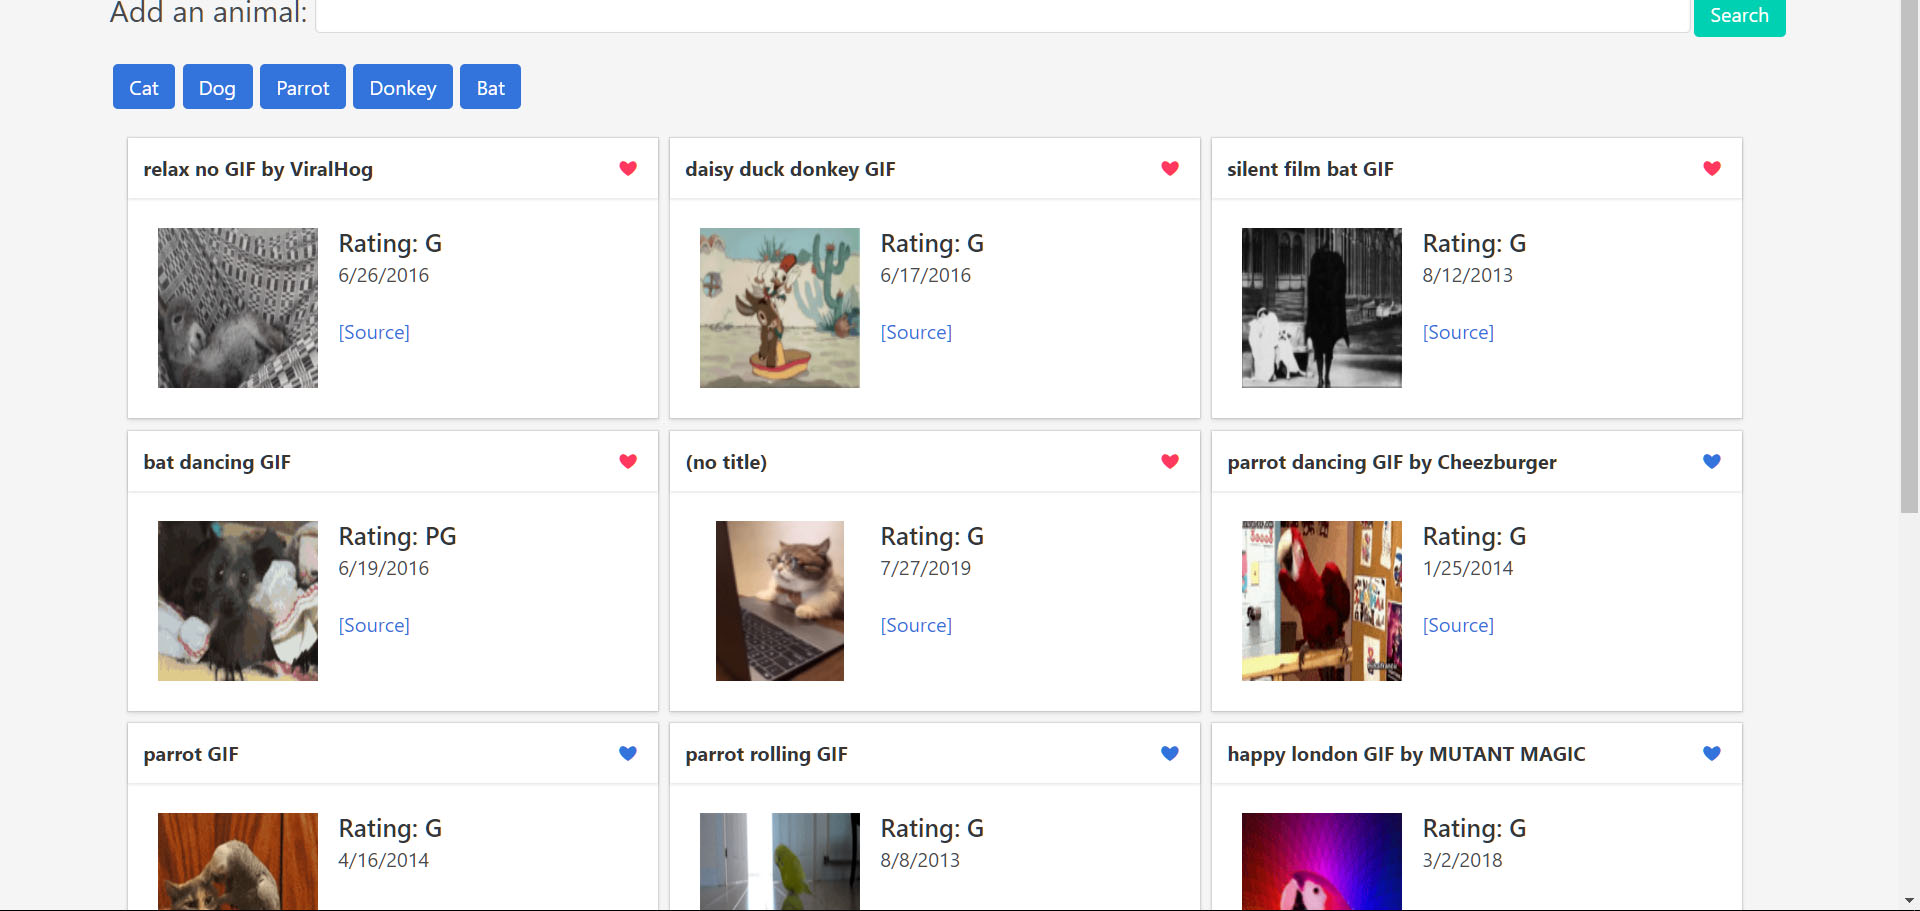 Add an animal:
Search
Cat
Dog
Parrot
Donkey
Bat
relax no GIF by ViralHog
Rating: G
6/26/2016
[Source]
daisy duck donkey GIF
Rating: G
6/17/2016
[Source]
silent film bat GIF
Rating: G
8/12/2013
[Source]
bat dancing GIF
Rating: PG
6/19/2016
[Source]
(no title)
Rating: G
7/27/2019
[Source]
parrot dancing GIF by Cheezburger
Rating: G
1/25/2014
[Source]
parrot GIF
Rating: G
4/16/2014
parrot rolling GIF
Rating: G
8/8/2013
happy london GIF by MUTANT MAGIC
Rating: G
3/2/2018